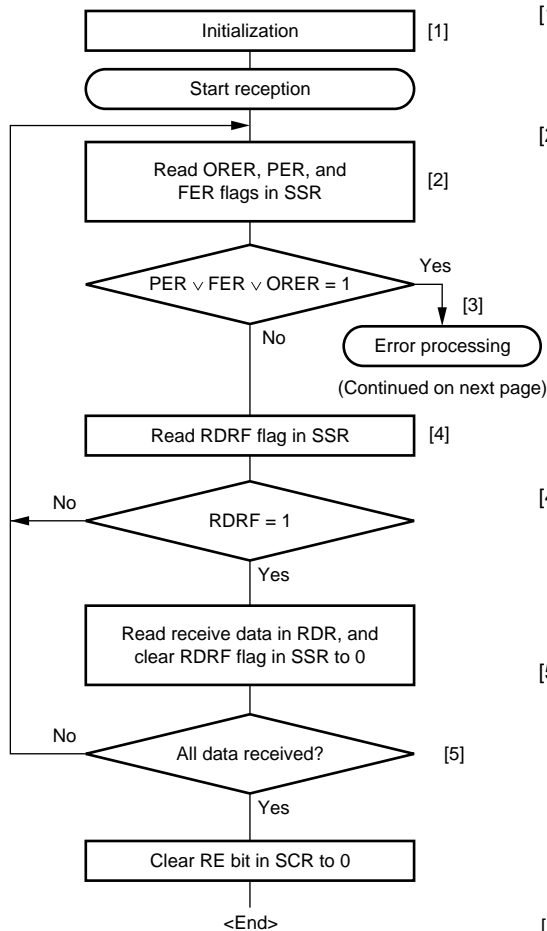 Initialization
[1]
Start reception
Read ORER, PER, and
FER flags in SSR
[2]
PER ∨ FER ∨ ORER = 1
Yes
[3]
No
Error processing
(Continued on next page)
Read RDRF flag in SSR
[4]
No
RDRF = 1
Yes
Read receive data in RDR, and
clear RDRF flag in SSR to 0
No
All data received?
[5]
Yes
Clear RE bit in SCR to 0
<End>